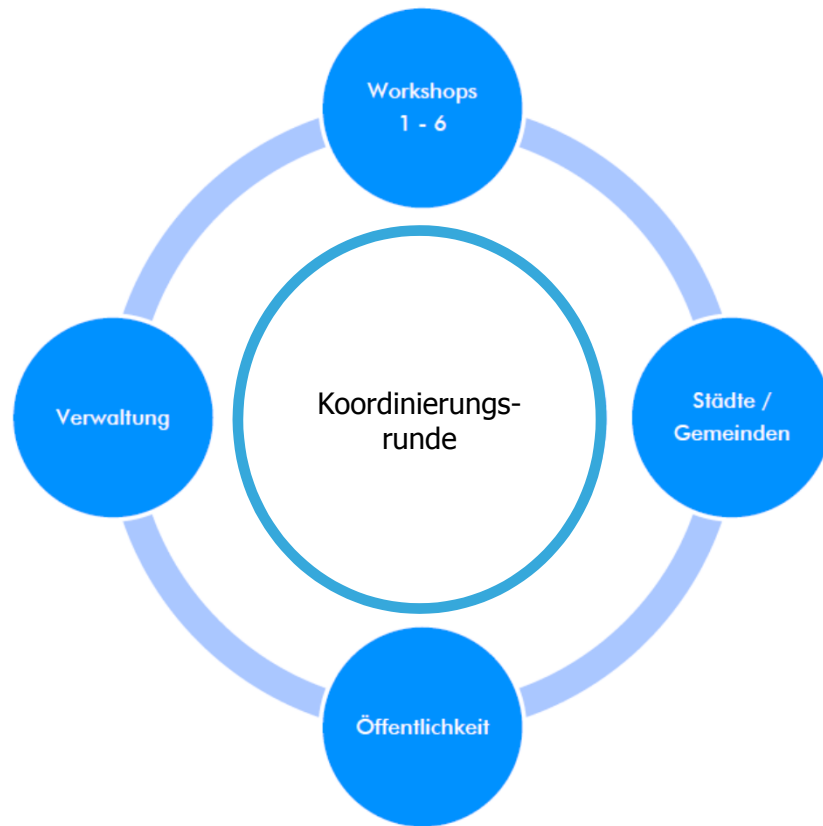 Workshops
1 - 6
Verwaltung
Koordinierungs-
runde
Städte /
Gemeinden
Öffentlichkeit